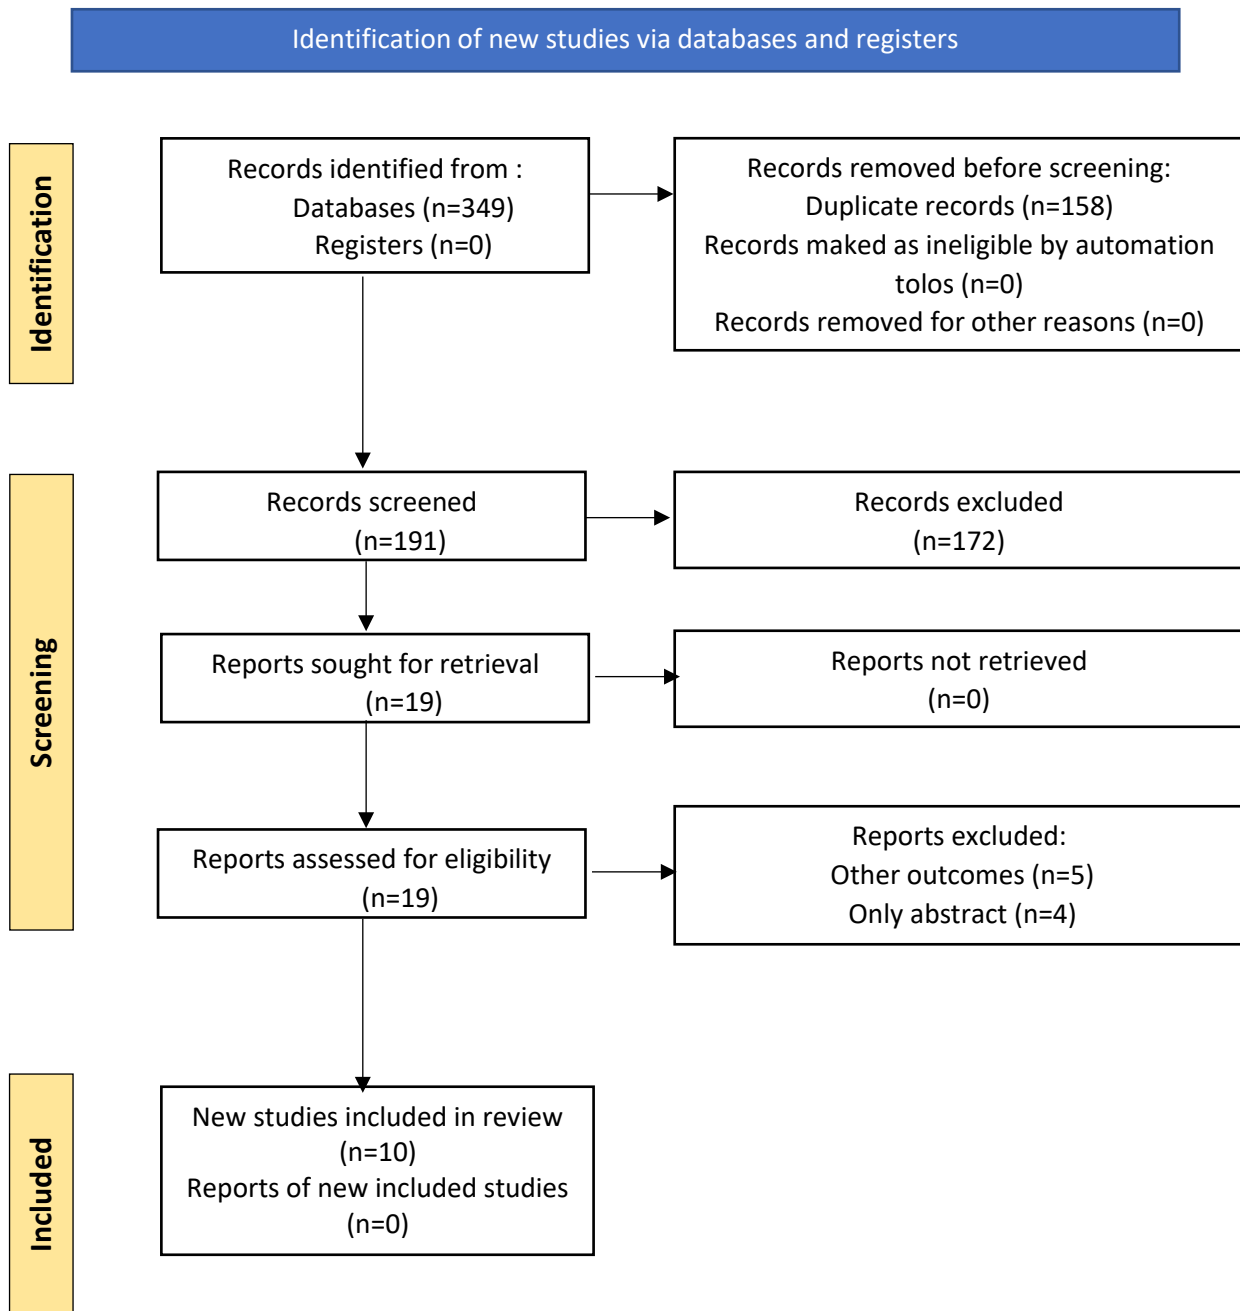 Identification of new studies via databases and registers
Identification
Records identified from :
Databases (n=349)
Registers (n=0)
Records removed before screening:
Duplicate records (n=158)
Records maked as ineligible by automation
tolos (n=0)
Records removed for other reasons (n=0)
Screening
Records screened
(n=191)
Records excluded
(n=172)
Reports sought for retrieval
(n=19)
Reports not retrieved
(n=0)
Reports assessed for eligibility
(n=19)
Reports excluded:
Other outcomes (n=5)
Only abstract (n=4)
Included
New studies included in review
(n=10)
Reports of new included studies
(n=0)